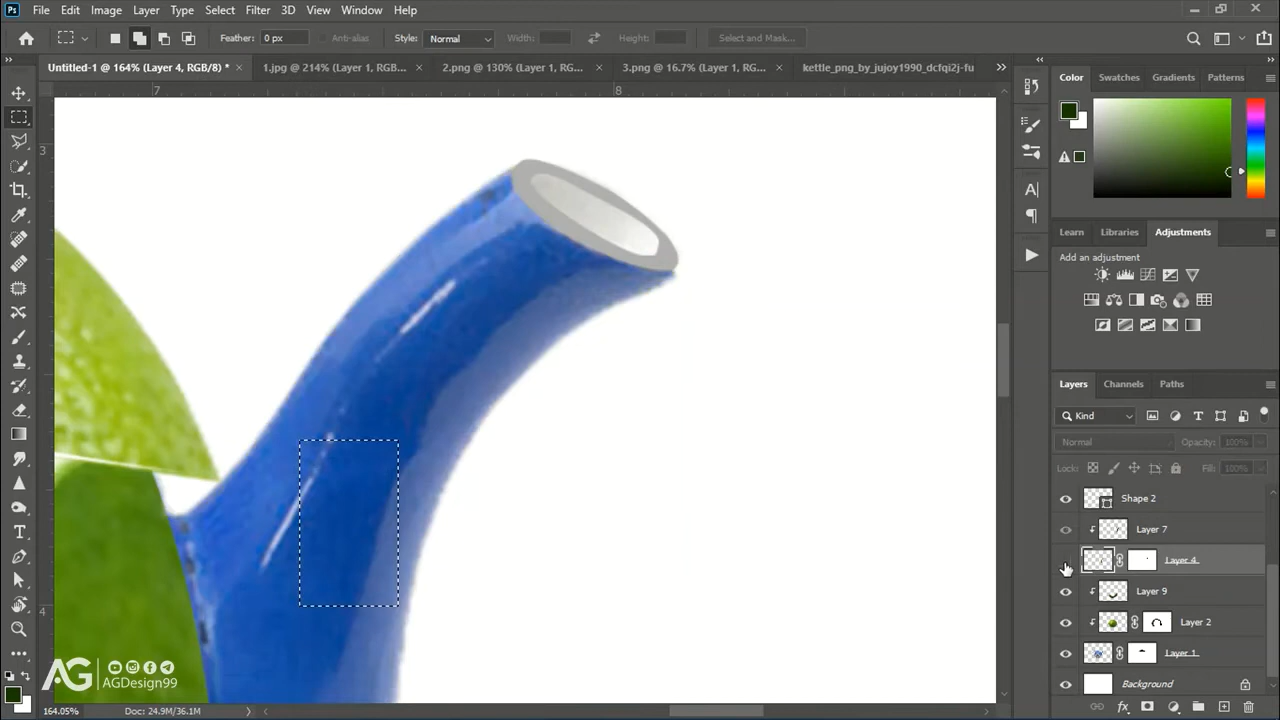 Ps File Edit Image Layer Type Select Filter 3D View Window Help
Feather: 0 px Anti-alias Style: Normal Width: Height: Select and Mask...
Untitled-1 @ 164% (Layer 4, RGB/8) * × 1.jpg @ 214% (Layer 1, RGB... × 2.png @ 130% (Layer 1, RG... × 3.png @ 16.7% (Layer 1, RG... × kettle_png_by_jujoy1990_dcfqi2j-fu
7 8
3
4
Color Swatches Gradients Patterns
Learn Libraries Adjustments
Add an adjustment
Layers Channels Paths
Kind
Normal Opacity: 100%
Lock: Fill: 100%
Shape 2
Layer 7
Layer 4
Layer 9
Layer 2
Layer 1
Background
AG AGDesign99
164.05% Doc: 24.9M/36.1M